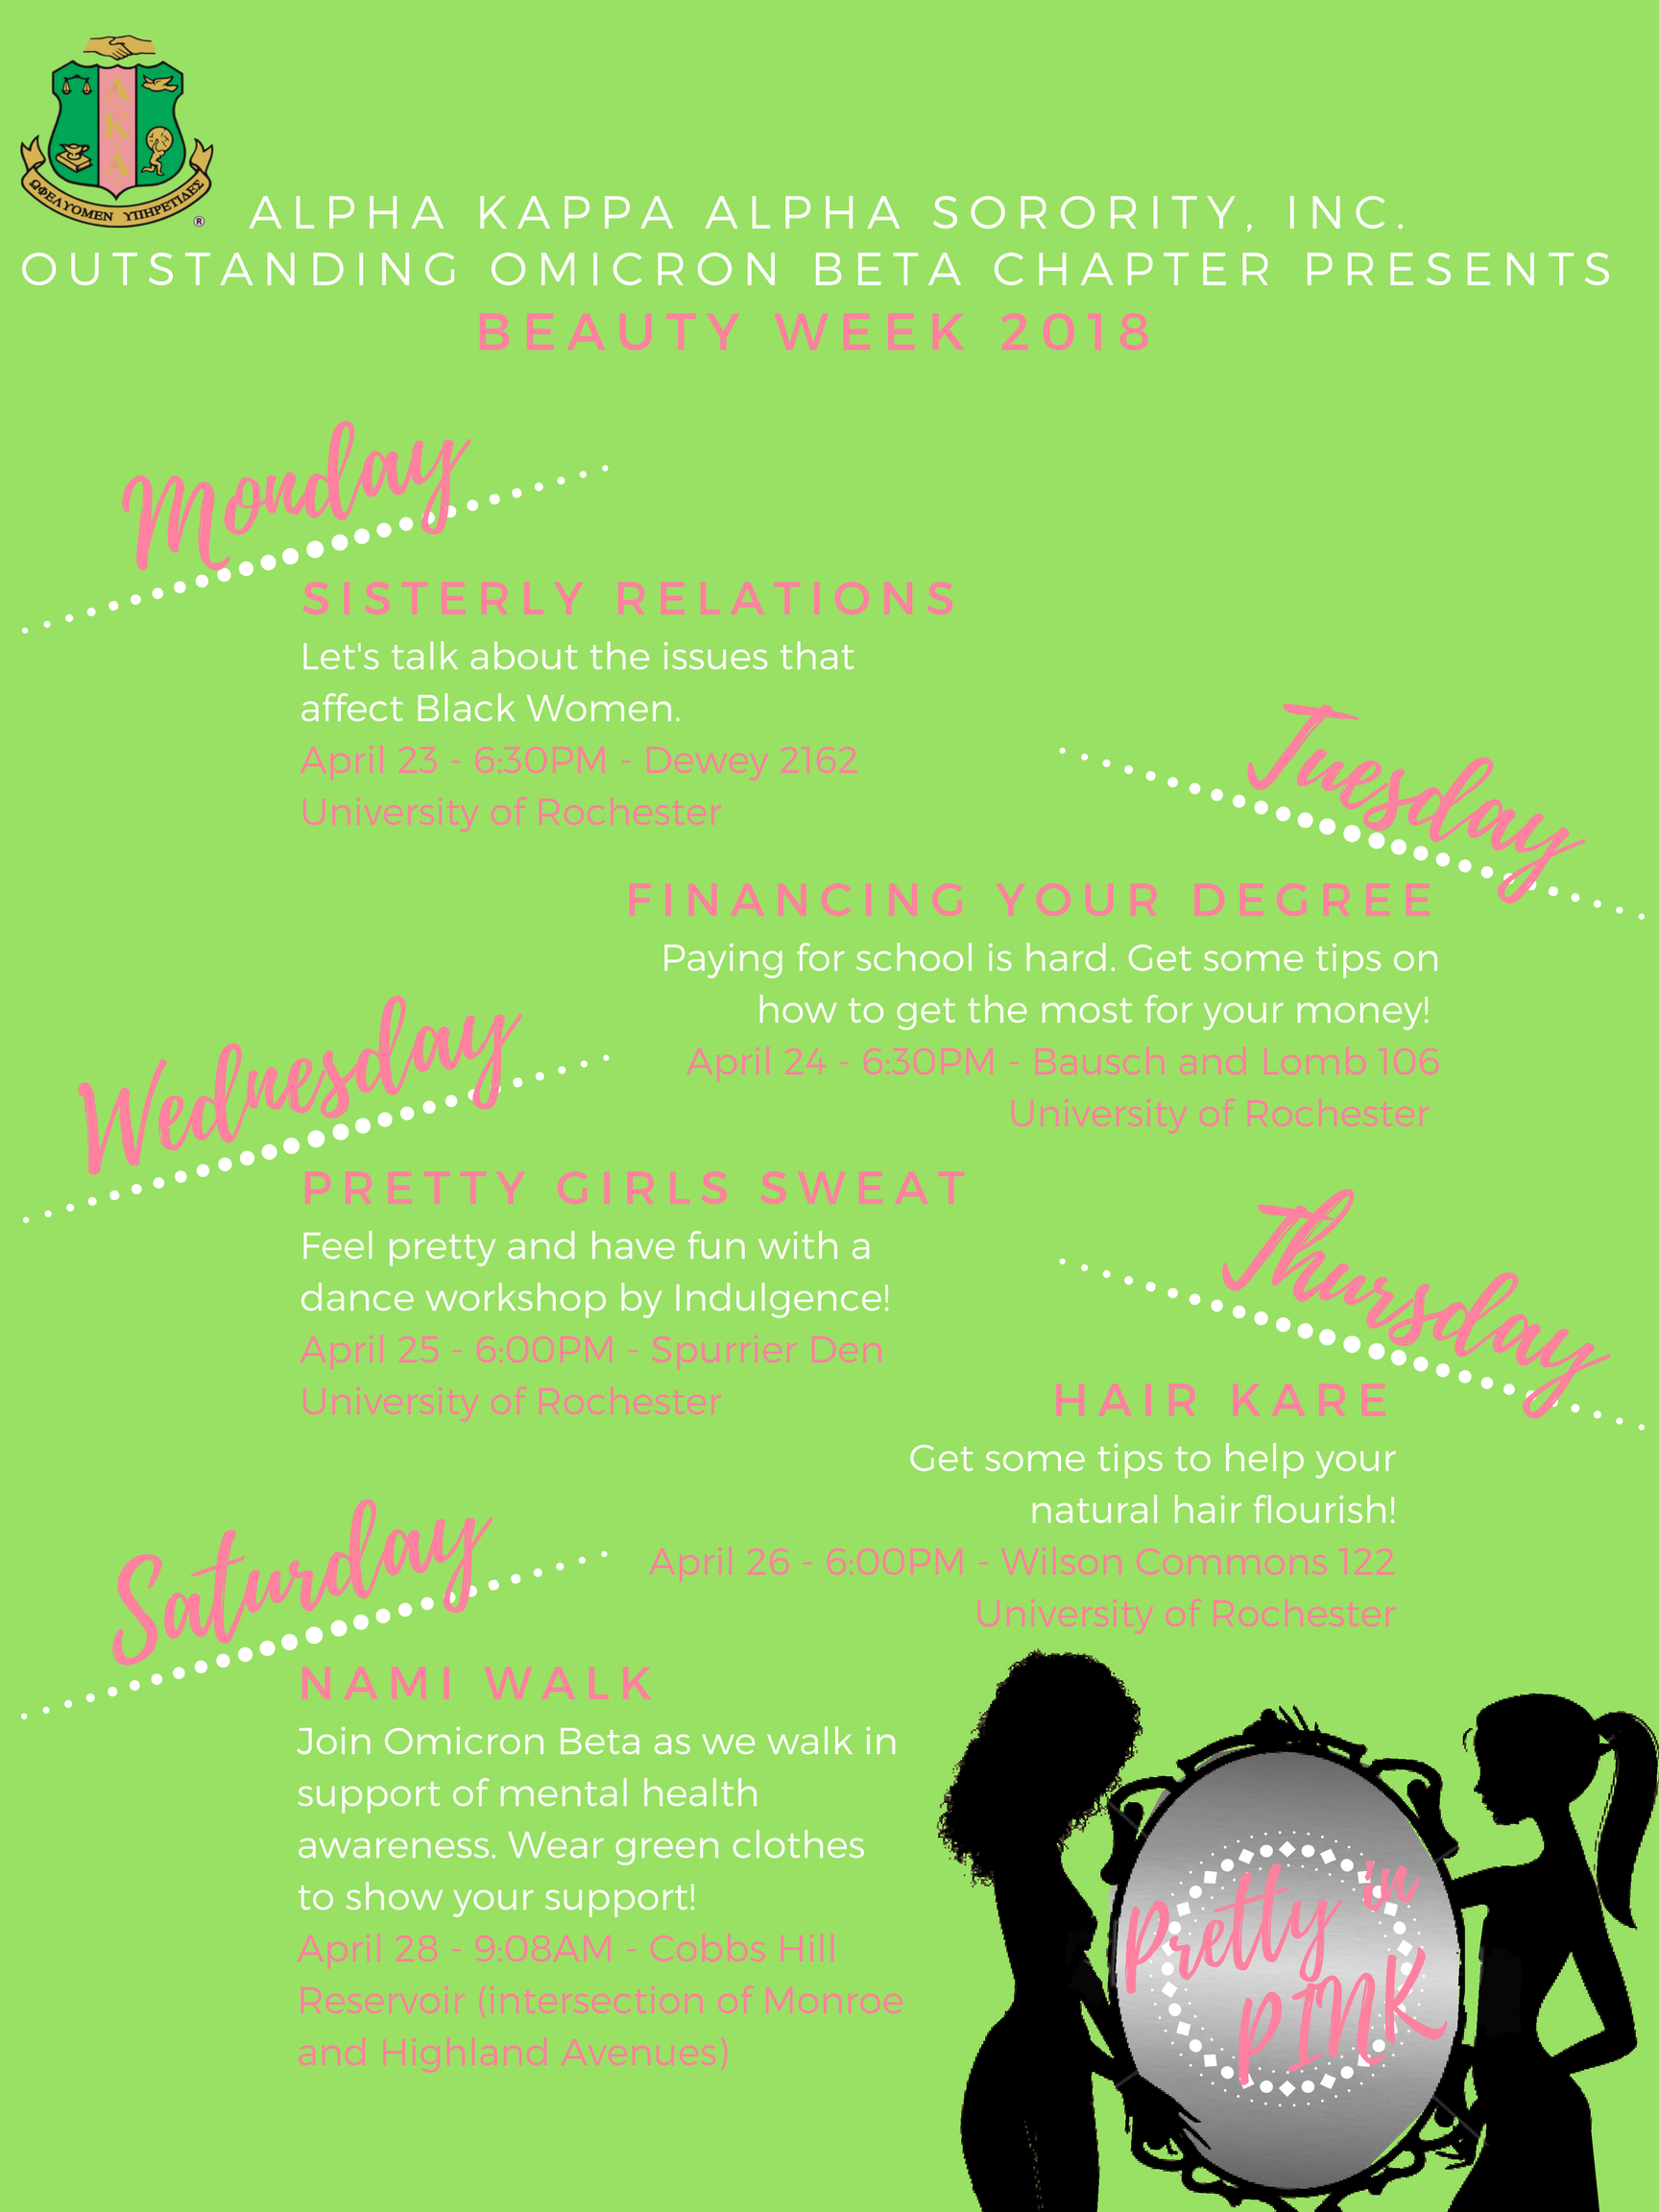 ΑΚΑ
ΩΦΕΛΥΟΜΕΝ ΥΠΗΡΕΤΙΔΕΣ
®
ALPHA KAPPA ALPHA SORORITY, INC.
OUTSTANDING OMICRON BETA CHAPTER PRESENTS
BEAUTY WEEK 2018
Monday
SISTERLY RELATIONS
Let's talk about the issues that
affect Black Women.
April 23 - 6:30PM - Dewey 2162
University of Rochester
Tuesday
FINANCING YOUR DEGREE
Paying for school is hard. Get some tips on
how to get the most for your money!
April 24 - 6:30PM - Bausch and Lomb 106
University of Rochester
Wednesday
PRETTY GIRLS SWEAT
Feel pretty and have fun with a
dance workshop by Indulgence!
April 25 - 6:00PM - Spurrier Den
University of Rochester
Thursday
HAIR KARE
Get some tips to help your
natural hair flourish!
April 26 - 6:00PM - Wilson Commons 122
University of Rochester
Saturday
NAMI WALK
Join Omicron Beta as we walk in
support of mental health
awareness. Wear green clothes
to show your support!
April 28 - 9:08AM - Cobbs Hill
Reservoir (intersection of Monroe
and Highland Avenues)
Pretty in
PINK